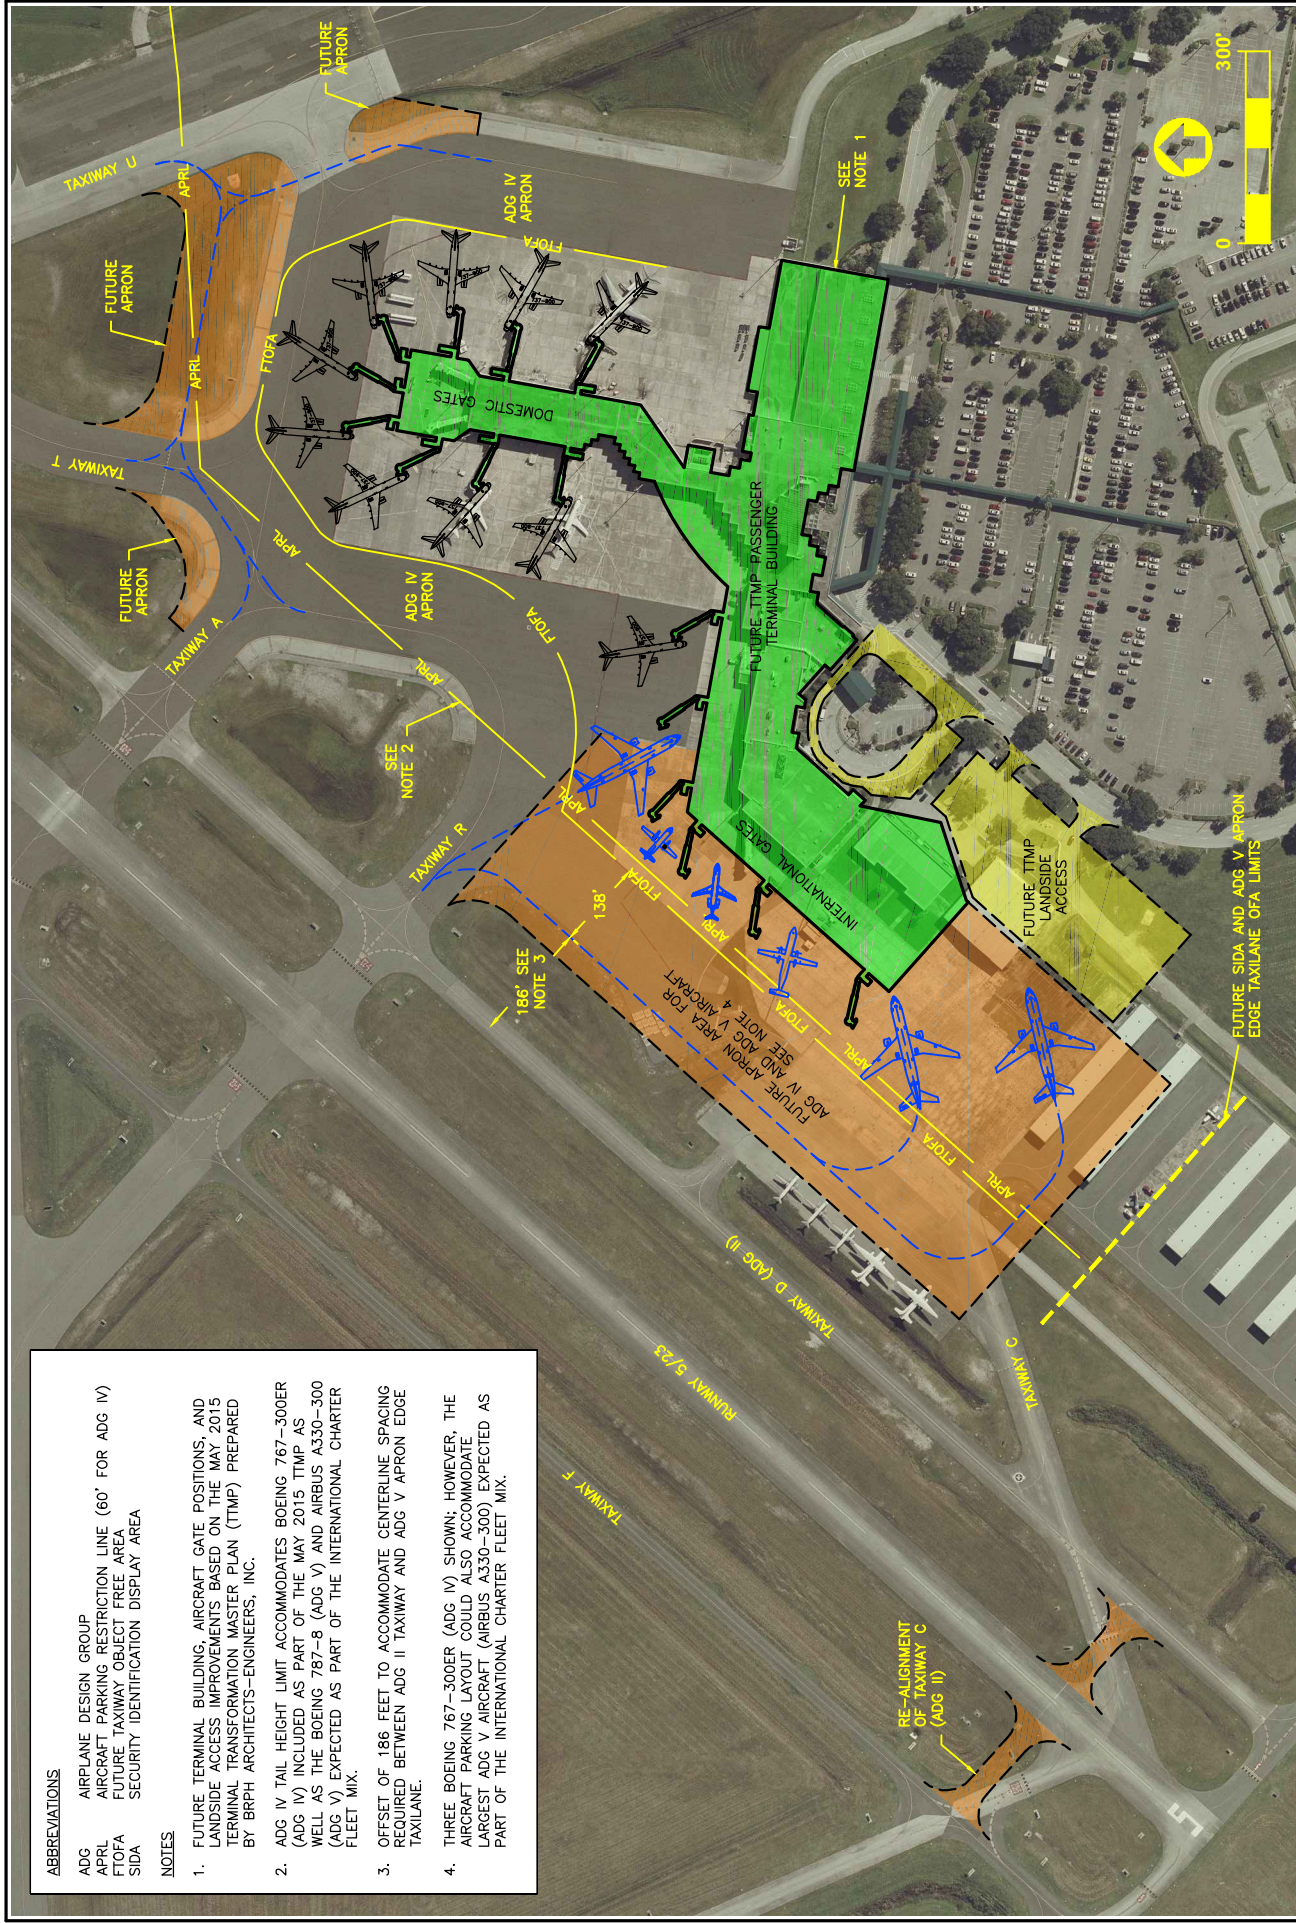 ABBREVIATIONS
ADG AIRPLANE DESIGN GROUP
APRL AIRCRAFT PARKING RESTRICTION LINE (60' FOR ADG IV)
FTOFA FUTURE TAXIWAY OBJECT FREE AREA
SIDA SECURITY IDENTIFICATION DISPLAY AREA
NOTES
1. FUTURE TERMINAL BUILDING, AIRCRAFT GATE POSITIONS, AND
LANDSIDE ACCESS IMPROVEMENTS BASED ON THE MAY 2015
TERMINAL TRANSFORMATION MASTER PLAN (TTMP) PREPARED
BY BRPH ARCHITECTS-ENGINEERS, INC.
2. ADG IV TAIL HEIGHT LIMIT ACCOMMODATES BOEING 767-300ER
(ADG IV) INCLUDED AS PART OF THE MAY 2015 TTMP AS
WELL AS THE BOEING 787-8 (ADG V) AND AIRBUS A330-300
(ADG V) EXPECTED AS PART OF THE INTERNATIONAL CHARTER
FLEET MIX.
3. OFFSET OF 186 FEET TO ACCOMMODATE CENTERLINE SPACING
REQUIRED BETWEEN ADG II TAXIWAY AND ADG V APRON EDGE
TAXILANE.
4. THREE BOEING 767-300ER (ADG IV) SHOWN; HOWEVER, THE
AIRCRAFT PARKING LAYOUT COULD ALSO ACCOMMODATE
LARGEST ADG V AIRCRAFT (AIRBUS A330-300) EXPECTED AS
PART OF THE INTERNATIONAL CHARTER FLEET MIX.
TAXIWAY F
RUNWAY 5/23
TAXIWAY D (ADG II)
TAXIWAY C
RE-ALIGNMENT
OF TAXIWAY C
(ADG II)
5
186' SEE
NOTE 3
138'
TAXIWAY R
SEE
NOTE 2
TAXIWAY A
FUTURE
APRON
TAXIWAY T
FUTURE
APRON
TAXIWAY U
FUTURE
APRON
APRL
APRL
APRL
APRL
APRL
APRL
APRL
APRL
FTOFA
FTOFA
FTOFA
FTOFA
FTOFA
FTOFA
ADG IV
APRON
ADG IV
APRON
DOMESTIC GATES
INTERNATIONAL GATES
FUTURE TTMP PASSENGER
TERMINAL BUILDING
SEE
NOTE 1
FUTURE APRON AREA FOR
ADG IV AND ADG V AIRCRAFT
SEE NOTE 4
FUTURE TTMP
LANDSIDE
ACCESS
FUTURE SIDA AND ADG V APRON
EDGE TAXILANE OFA LIMITS
0
300'